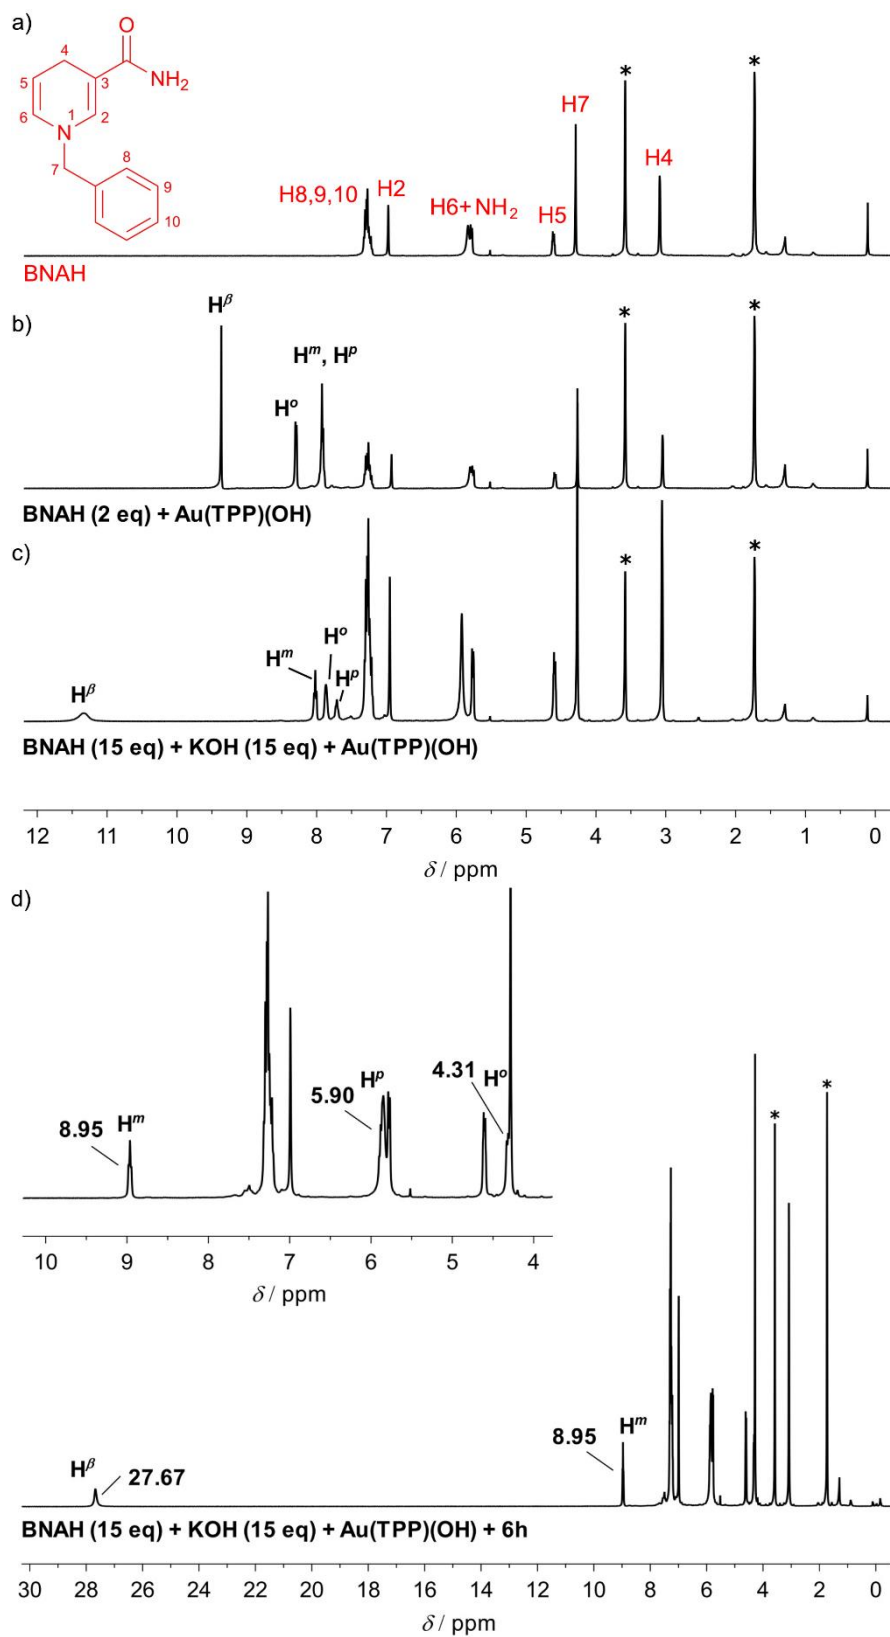 a)
O
4
5
3
NH₂
6
1
2
N
7
8
9
10
BNAH
H8,9,10
H2
H6+NH₂
H5
H7
*
H4
*
b)
Hᵝ
Hᵒ
Hᵐ, Hᵖ
*
*
BNAH (2 eq) + Au(TPP)(OH)
c)
Hᵝ
Hᵐ
Hᵒ
Hᵖ
*
*
BNAH (15 eq) + KOH (15 eq) + Au(TPP)(OH)
12 11 10 9 8 7 6 5 4 3 2 1 0
δ / ppm
d)
8.95
Hᵐ
5.90
Hᵖ
4.31
Hᵒ
10 9 8 7 6 5 4
δ / ppm
*
*
Hᵝ
27.67
8.95
Hᵐ
BNAH (15 eq) + KOH (15 eq) + Au(TPP)(OH) + 6h
30 28 26 24 22 20 18 16 14 12 10 8 6 4 2 0
δ / ppm